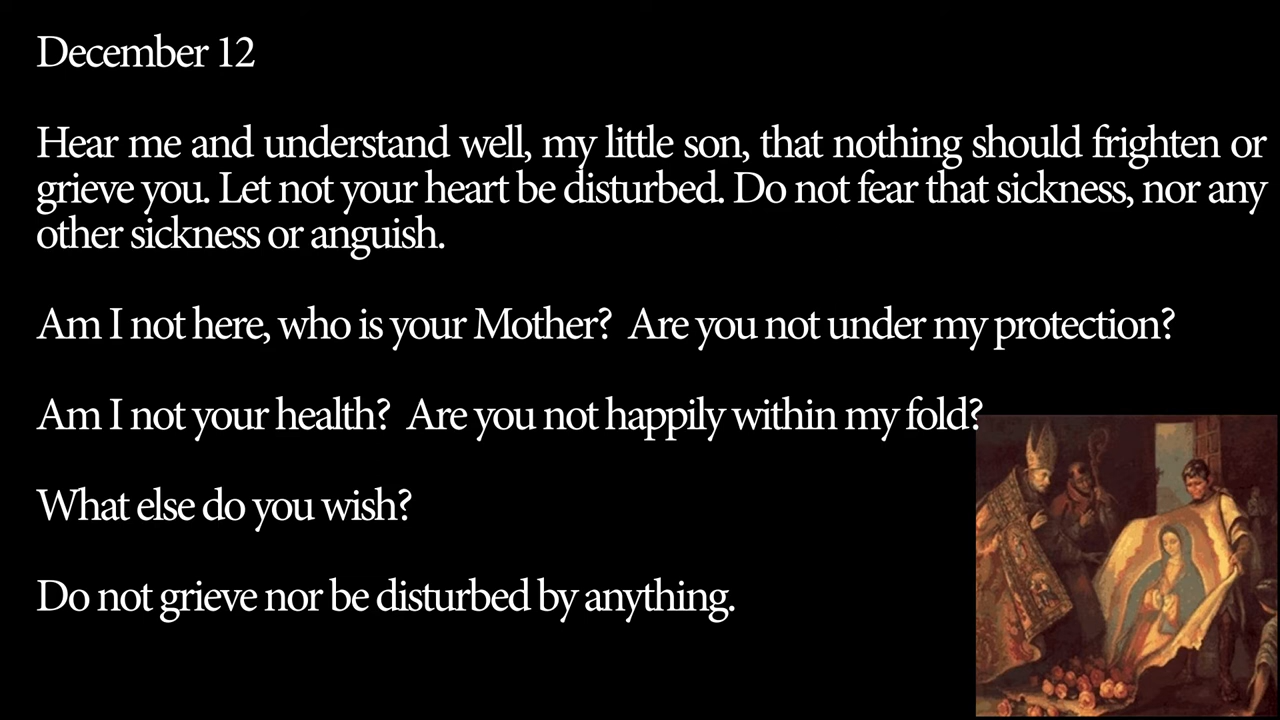 December 12
Hear me and understand well, my little son, that nothing should frighten or
grieve you. Let not your heart be disturbed. Do not fear that sickness, nor any
other sickness or anguish.
Am I not here, who is your Mother? Are you not under my protection?
Am I not your health? Are you not happily within my fold?
What else do you wish?
Do not grieve nor be disturbed by anything.